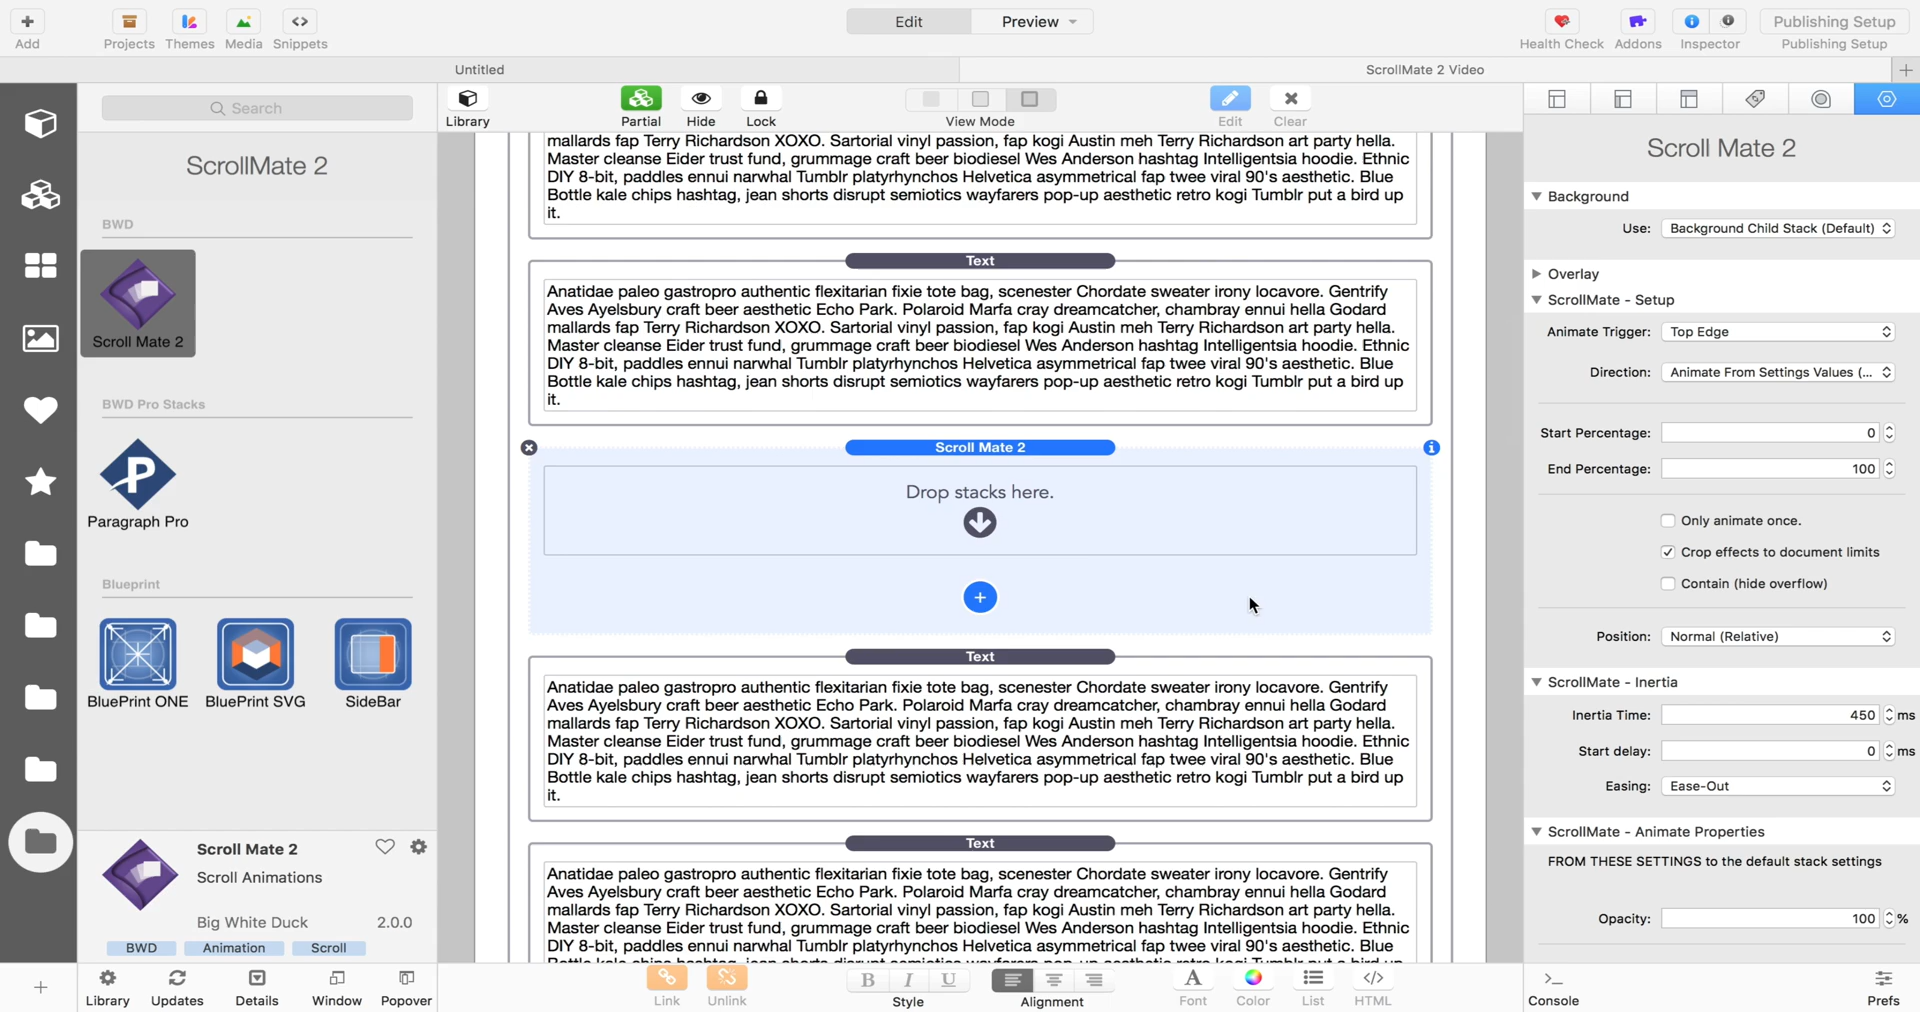 Add
Projects
Themes
Media
Snippets
Edit
Preview
Health Check
Addons
Inspector
Publishing Setup
Publishing Setup
Untitled
ScrollMate 2 Video
Search
Library
Partial
Hide
Lock
View Mode
Edit
Clear
ScrollMate 2
BWD
Scroll Mate 2
BWD Pro Stacks
Paragraph Pro
Blueprint
BluePrint ONE
BluePrint SVG
SideBar
Scroll Mate 2
Scroll Animations
Big White Duck
2.0.0
BWD
Animation
Scroll
Library
Updates
Details
Window
Popover
mallards fap Terry Richardson XOXO. Sartorial vinyl passion, fap kogi Austin meh Terry Richardson art party hella.
Master cleanse Eider trust fund, grummage craft beer biodiesel Wes Anderson hashtag Intelligentsia hoodie. Ethnic
DIY 8-bit, paddles ennui narwhal Tumblr platyrhynchos Helvetica asymmetrical fap twee viral 90's aesthetic. Blue
Bottle kale chips hashtag, jean shorts disrupt semiotics wayfarers pop-up aesthetic retro kogi Tumblr put a bird up
it.
Text
Anatidae paleo gastropro authentic flexitarian fixie tote bag, scenester Chordate sweater irony locavore. Gentrify
Aves Ayelsbury craft beer aesthetic Echo Park. Polaroid Marfa cray dreamcatcher, chambray ennui hella Godard
mallards fap Terry Richardson XOXO. Sartorial vinyl passion, fap kogi Austin meh Terry Richardson art party hella.
Master cleanse Eider trust fund, grummage craft beer biodiesel Wes Anderson hashtag Intelligentsia hoodie. Ethnic
DIY 8-bit, paddles ennui narwhal Tumblr platyrhynchos Helvetica asymmetrical fap twee viral 90's aesthetic. Blue
Bottle kale chips hashtag, jean shorts disrupt semiotics wayfarers pop-up aesthetic retro kogi Tumblr put a bird up
it.
Scroll Mate 2
Drop stacks here.
Text
Anatidae paleo gastropro authentic flexitarian fixie tote bag, scenester Chordate sweater irony locavore. Gentrify
Aves Ayelsbury craft beer aesthetic Echo Park. Polaroid Marfa cray dreamcatcher, chambray ennui hella Godard
mallards fap Terry Richardson XOXO. Sartorial vinyl passion, fap kogi Austin meh Terry Richardson art party hella.
Master cleanse Eider trust fund, grummage craft beer biodiesel Wes Anderson hashtag Intelligentsia hoodie. Ethnic
DIY 8-bit, paddles ennui narwhal Tumblr platyrhynchos Helvetica asymmetrical fap twee viral 90's aesthetic. Blue
Bottle kale chips hashtag, jean shorts disrupt semiotics wayfarers pop-up aesthetic retro kogi Tumblr put a bird up
it.
Text
Anatidae paleo gastropro authentic flexitarian fixie tote bag, scenester Chordate sweater irony locavore. Gentrify
Aves Ayelsbury craft beer aesthetic Echo Park. Polaroid Marfa cray dreamcatcher, chambray ennui hella Godard
mallards fap Terry Richardson XOXO. Sartorial vinyl passion, fap kogi Austin meh Terry Richardson art party hella.
Master cleanse Eider trust fund, grummage craft beer biodiesel Wes Anderson hashtag Intelligentsia hoodie. Ethnic
DIY 8-bit, paddles ennui narwhal Tumblr platyrhynchos Helvetica asymmetrical fap twee viral 90's aesthetic. Blue
Link
Unlink
B I U
Style
Alignment
A
Font
Color
List
HTML
Scroll Mate 2
Background
Use: Background Child Stack (Default)
Overlay
ScrollMate - Setup
Animate Trigger: Top Edge
Direction: Animate From Settings Values (...
Start Percentage: 0
End Percentage: 100
Only animate once.
Crop effects to document limits
Contain (hide overflow)
Position: Normal (Relative)
ScrollMate - Inertia
Inertia Time: 450 ms
Start delay: 0 ms
Easing: Ease-Out
ScrollMate - Animate Properties
FROM THESE SETTINGS to the default stack settings
Opacity: 100 %
Console
Prefs